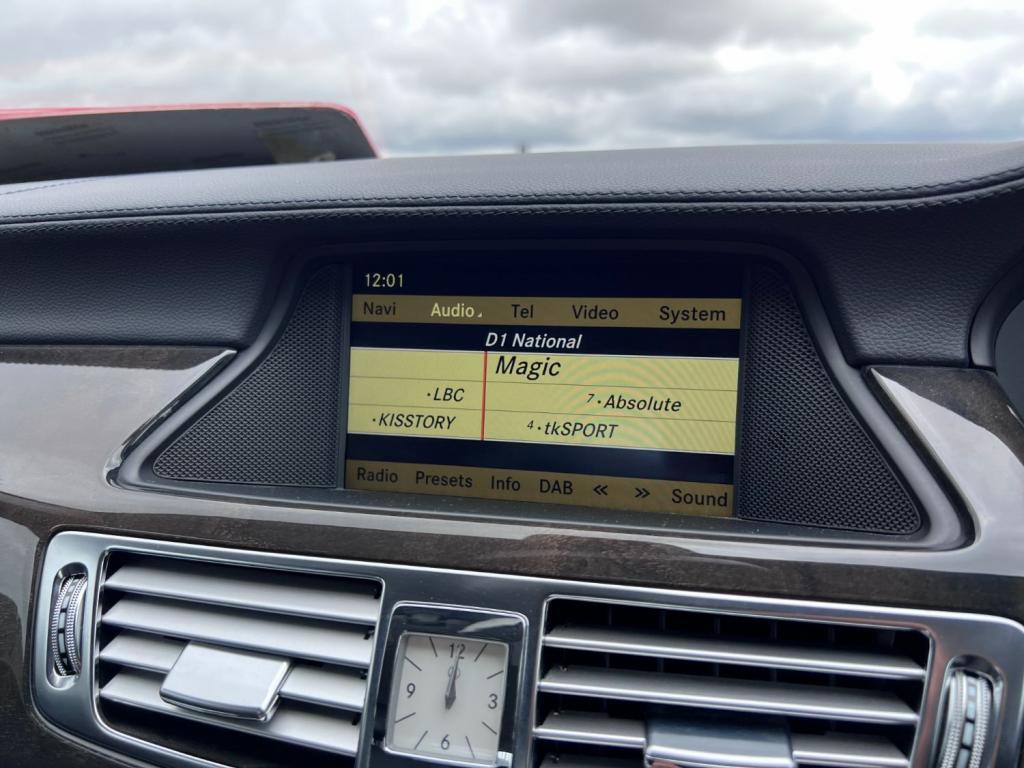 12:01
Navi Audio Tel Video System
D1 National
Magic
·LBC 7·Absolute
·KISSTORY 4·tkSPORT
Radio Presets Info DAB << >> Sound
12
9 3
6